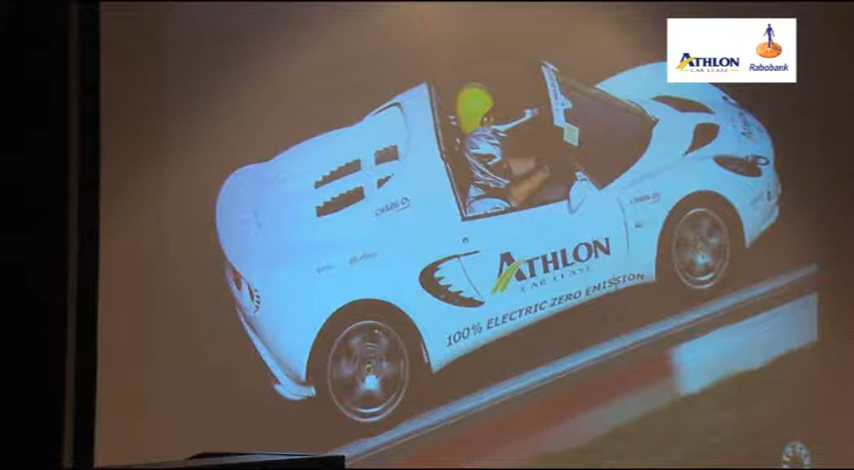 ATHLON
CAR LEASE
Rabobank
ATHLON
CAR LEASE
100% ELECTRIC ZERO EMISSION